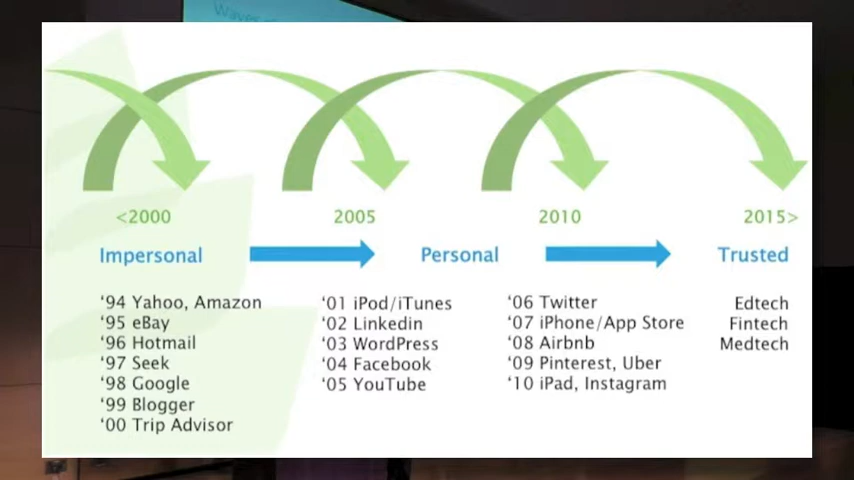 Waves
<2000
2005
2010
2015>
Impersonal
Personal
Trusted
‘94 Yahoo, Amazon
‘95 eBay
‘96 Hotmail
‘97 Seek
‘98 Google
‘99 Blogger
‘00 Trip Advisor
‘01 iPod/iTunes
‘02 Linkedin
‘03 WordPress
‘04 Facebook
‘05 YouTube
‘06 Twitter
‘07 iPhone/App Store
‘08 Airbnb
‘09 Pinterest, Uber
‘10 iPad, Instagram
Edtech
Fintech
Medtech